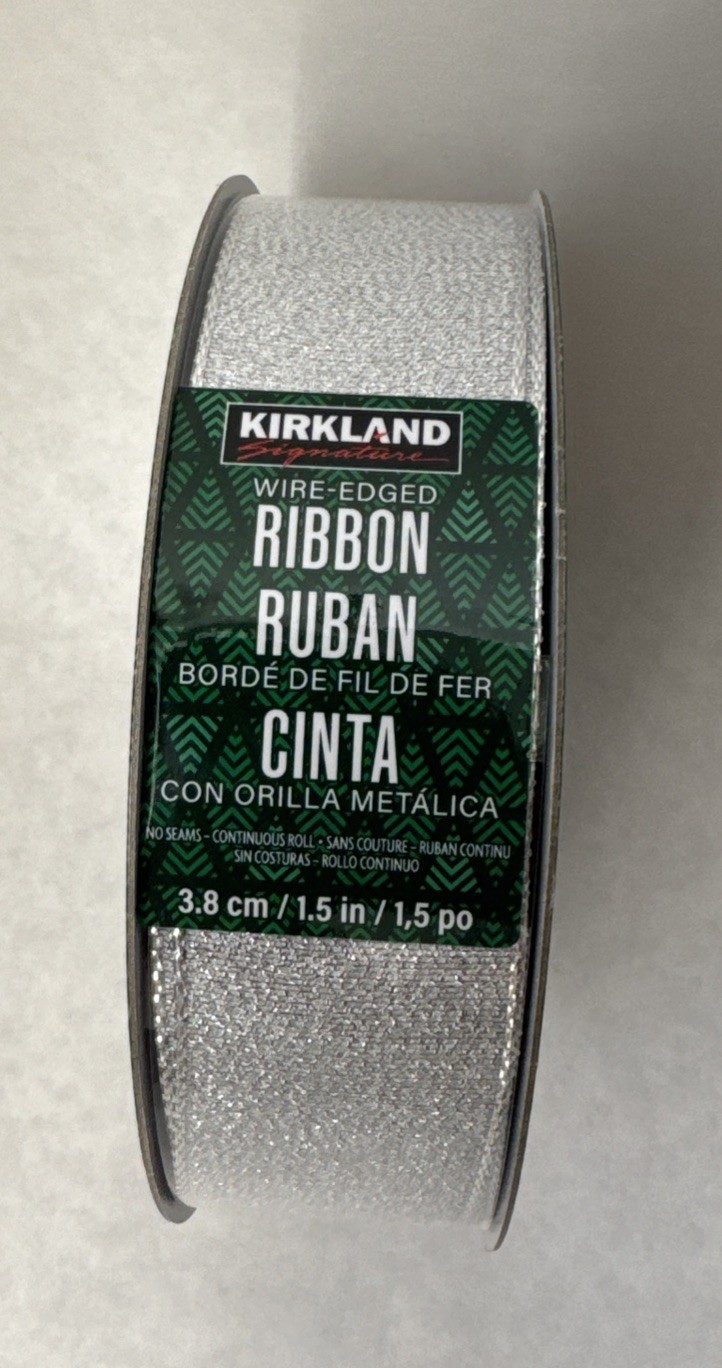 KIRKLAND
Signature
WIRE-EDGED
RIBBON
RUBAN
BORDÉ DE FIL DE FER
CINTA
CON ORILLA METÁLICA
NO SEAMS – CONTINUOUS ROLL • SANS COUTURE – RUBAN CONTINU
SIN COSTURAS – ROLLO CONTINUO
3.8 cm / 1.5 in / 1,5 po